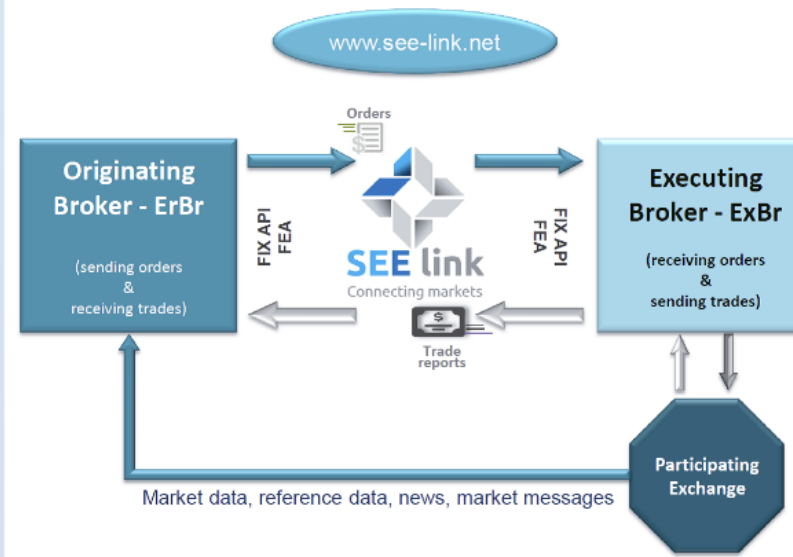 www.see-link.net
Orders
Originating
Broker - ErBr
(sending orders
&
receiving trades)
FIX API
FEA
$
SEE link
Connecting markets
FIX API
FEA
Executing
Broker - ExBr
(receiving orders
&
sending trades)
$
Trade
reports
Participating
Exchange
Market data, reference data, news, market messages